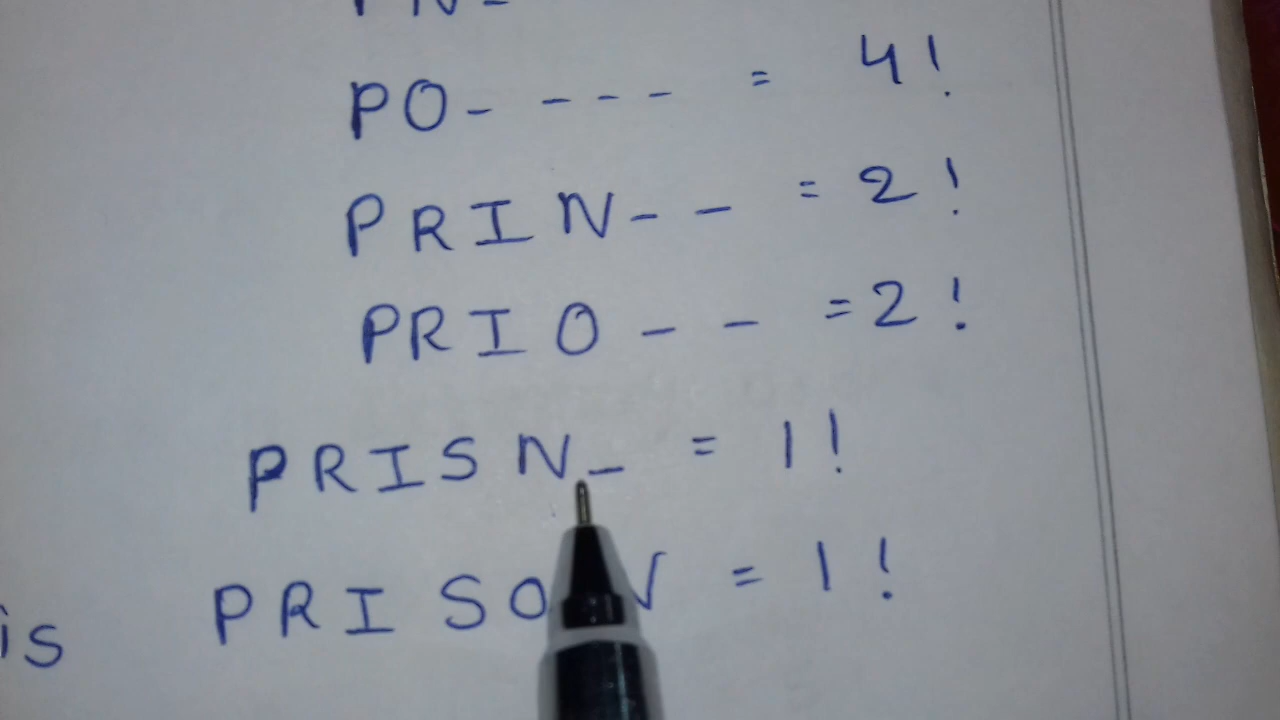 PO- - - - = 4!
PRIN- - = 2!
PRIO - - = 2!
PRISN_ = 1!
is PRISON = 1!